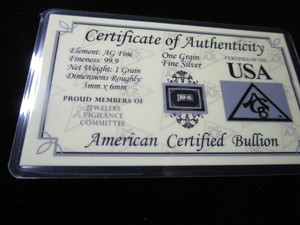 Certificate of Authenticity
Element: AG Fine
Fineness: 99.9
Net Weight: 1 Grain
Dimensions Roughly:
3mm x 6mm
One Grain
Fine Silver
CERTIFIED IN THE
USA
PROUD MEMBERS OF
JEWELERS
VIGILANCE
COMMITTEE
ACB
American Certified Bullion